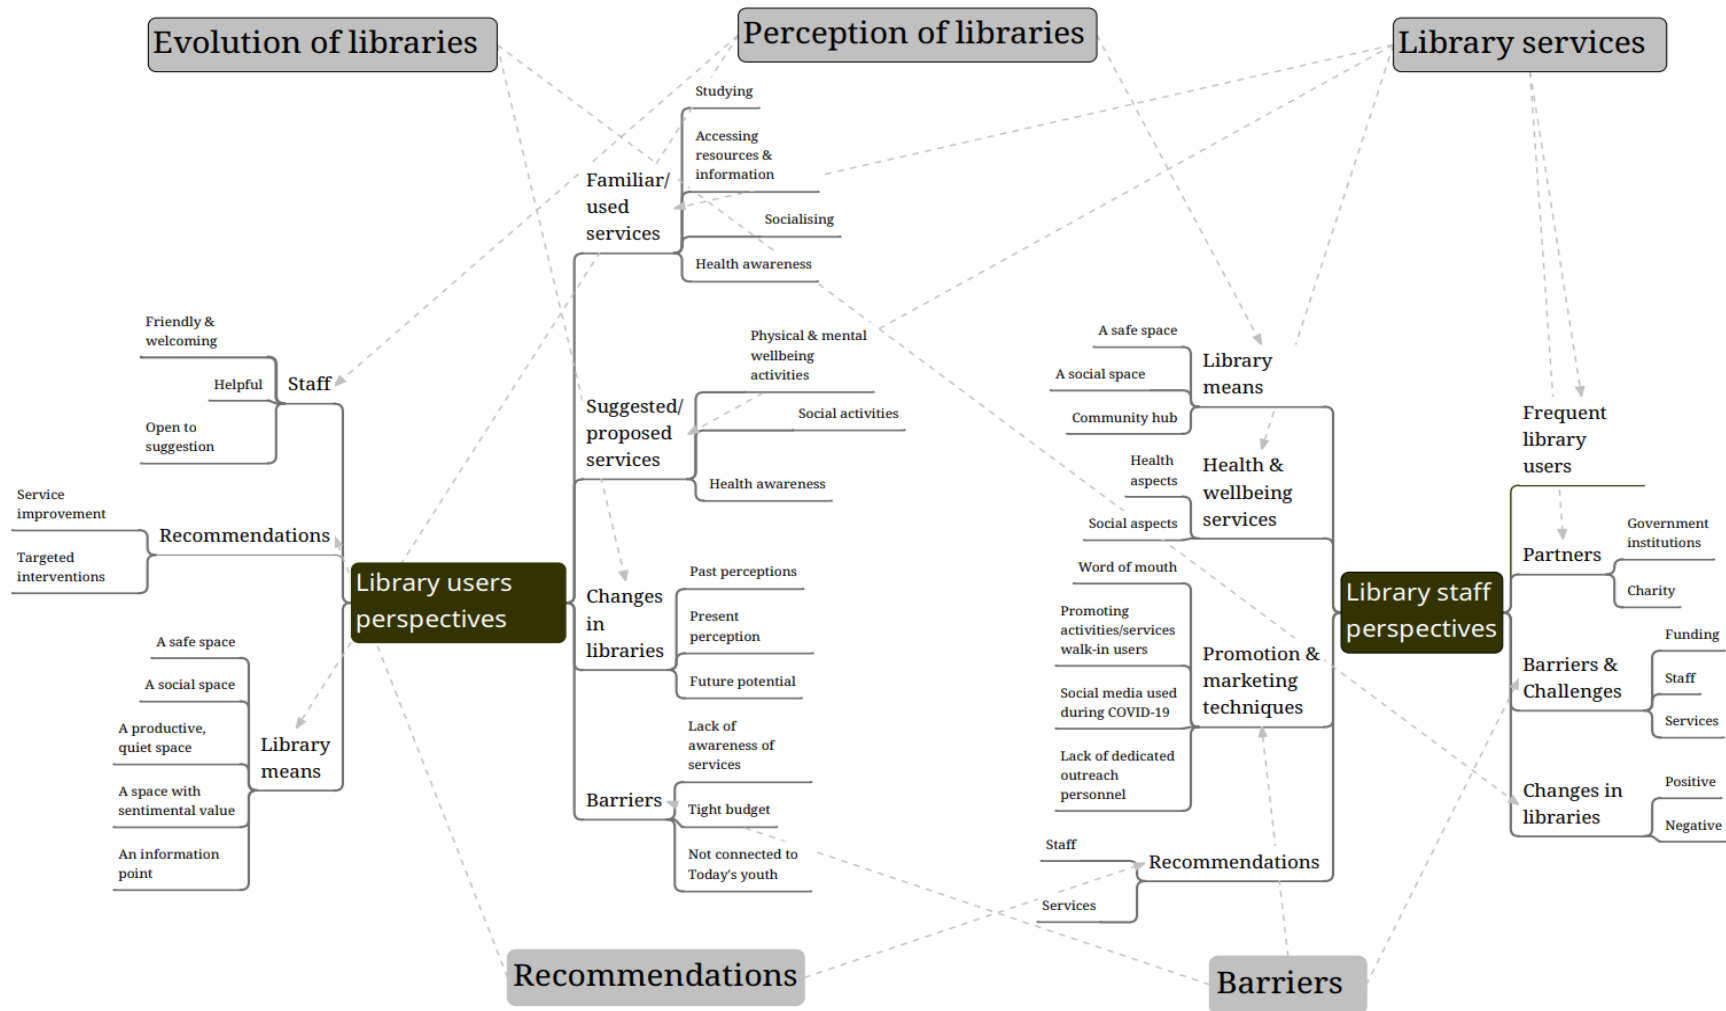 Evolution of libraries
Perception of libraries
Library services
Studying
Accessing
resources &
information
Familiar/
used
services
Socialising
Health awareness
Friendly &
welcoming
Helpful
Staff
Open to
suggestion
Physical & mental
wellbeing
activities
Suggested/
proposed
services
Social activities
Health awareness
Service
improvement
Recommendations
Targeted
interventions
Library users
perspectives
Changes
in
libraries
Past perceptions
Present
perception
Future potential
A safe space
A social space
A productive,
quiet space
Library
means
A space with
sentimental value
An information
point
Lack of
awareness of
services
Barriers
Tight budget
Not connected to
Today's youth
A safe space
A social space
Community hub
Library
means
Health
aspects
Social aspects
Health &
wellbeing
services
Word of mouth
Promoting
activities/services
walk-in users
Social media used
during COVID-19
Lack of dedicated
outreach
personnel
Promotion &
marketing
techniques
Staff
Services
Recommendations
Library staff
perspectives
Frequent
library
users
Partners
Government
institutions
Charity
Barriers &
Challenges
Funding
Staff
Services
Changes in
libraries
Positive
Negative
Recommendations
Barriers